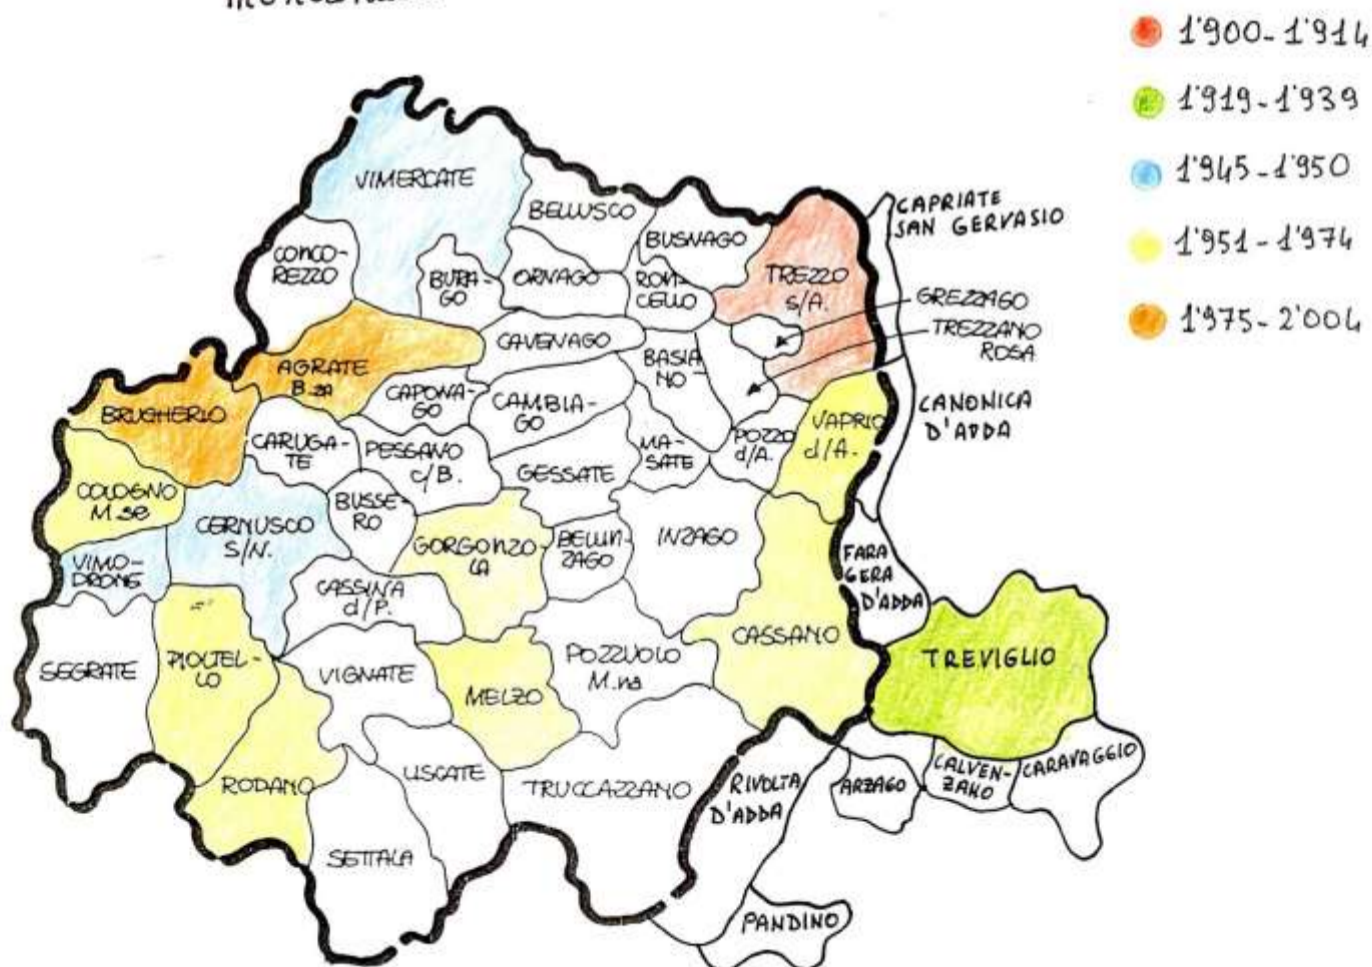 1'900-1'914
1'919-1'939
1'945-1'950
1'951-1'974
1'975-2'004
VIMERCATE
BELLUSCO
CAPRIATE
SAN GERVASIO
BUSNAGO
CONCO-
REZZO
BURA-
GO
ORNAGO
RON-
CELLO
TREZZO
s/A.
GREZZAGO
TREZZANO
ROSA
CAVENAGO
BASIA
NO
AGRATE
B.za
CAPONA-
GO
CAMBIA-
GO
BRUGHERIO
CANONICA
D'ADDA
VAPRIO
d/A.
POZZO
d/A.
MA-
SATE
CARUGA-
TE
PESSANO
c/B.
GESSATE
COLOGNO
M.se
BUSSE-
RO
CERNUSCO
S/N.
GORGONZO-
LA
BELLIN-
ZAGO
INZAGO
VIMO-
DRONE
CASSINA
d/P.
FARA
GERA
D'ADDA
SEGRATE
PIOLTEL-
LO
VIGNATE
MELZO
POZZUOLO
M.na
CASSANO
TREVIGLIO
RODANO
LISCATE
TRUCCAZZANO
RIVOLTA
D'ADDA
ARZAGO
CALVEN-
ZANO
CARAVAGGIO
SETTALA
PANDINO